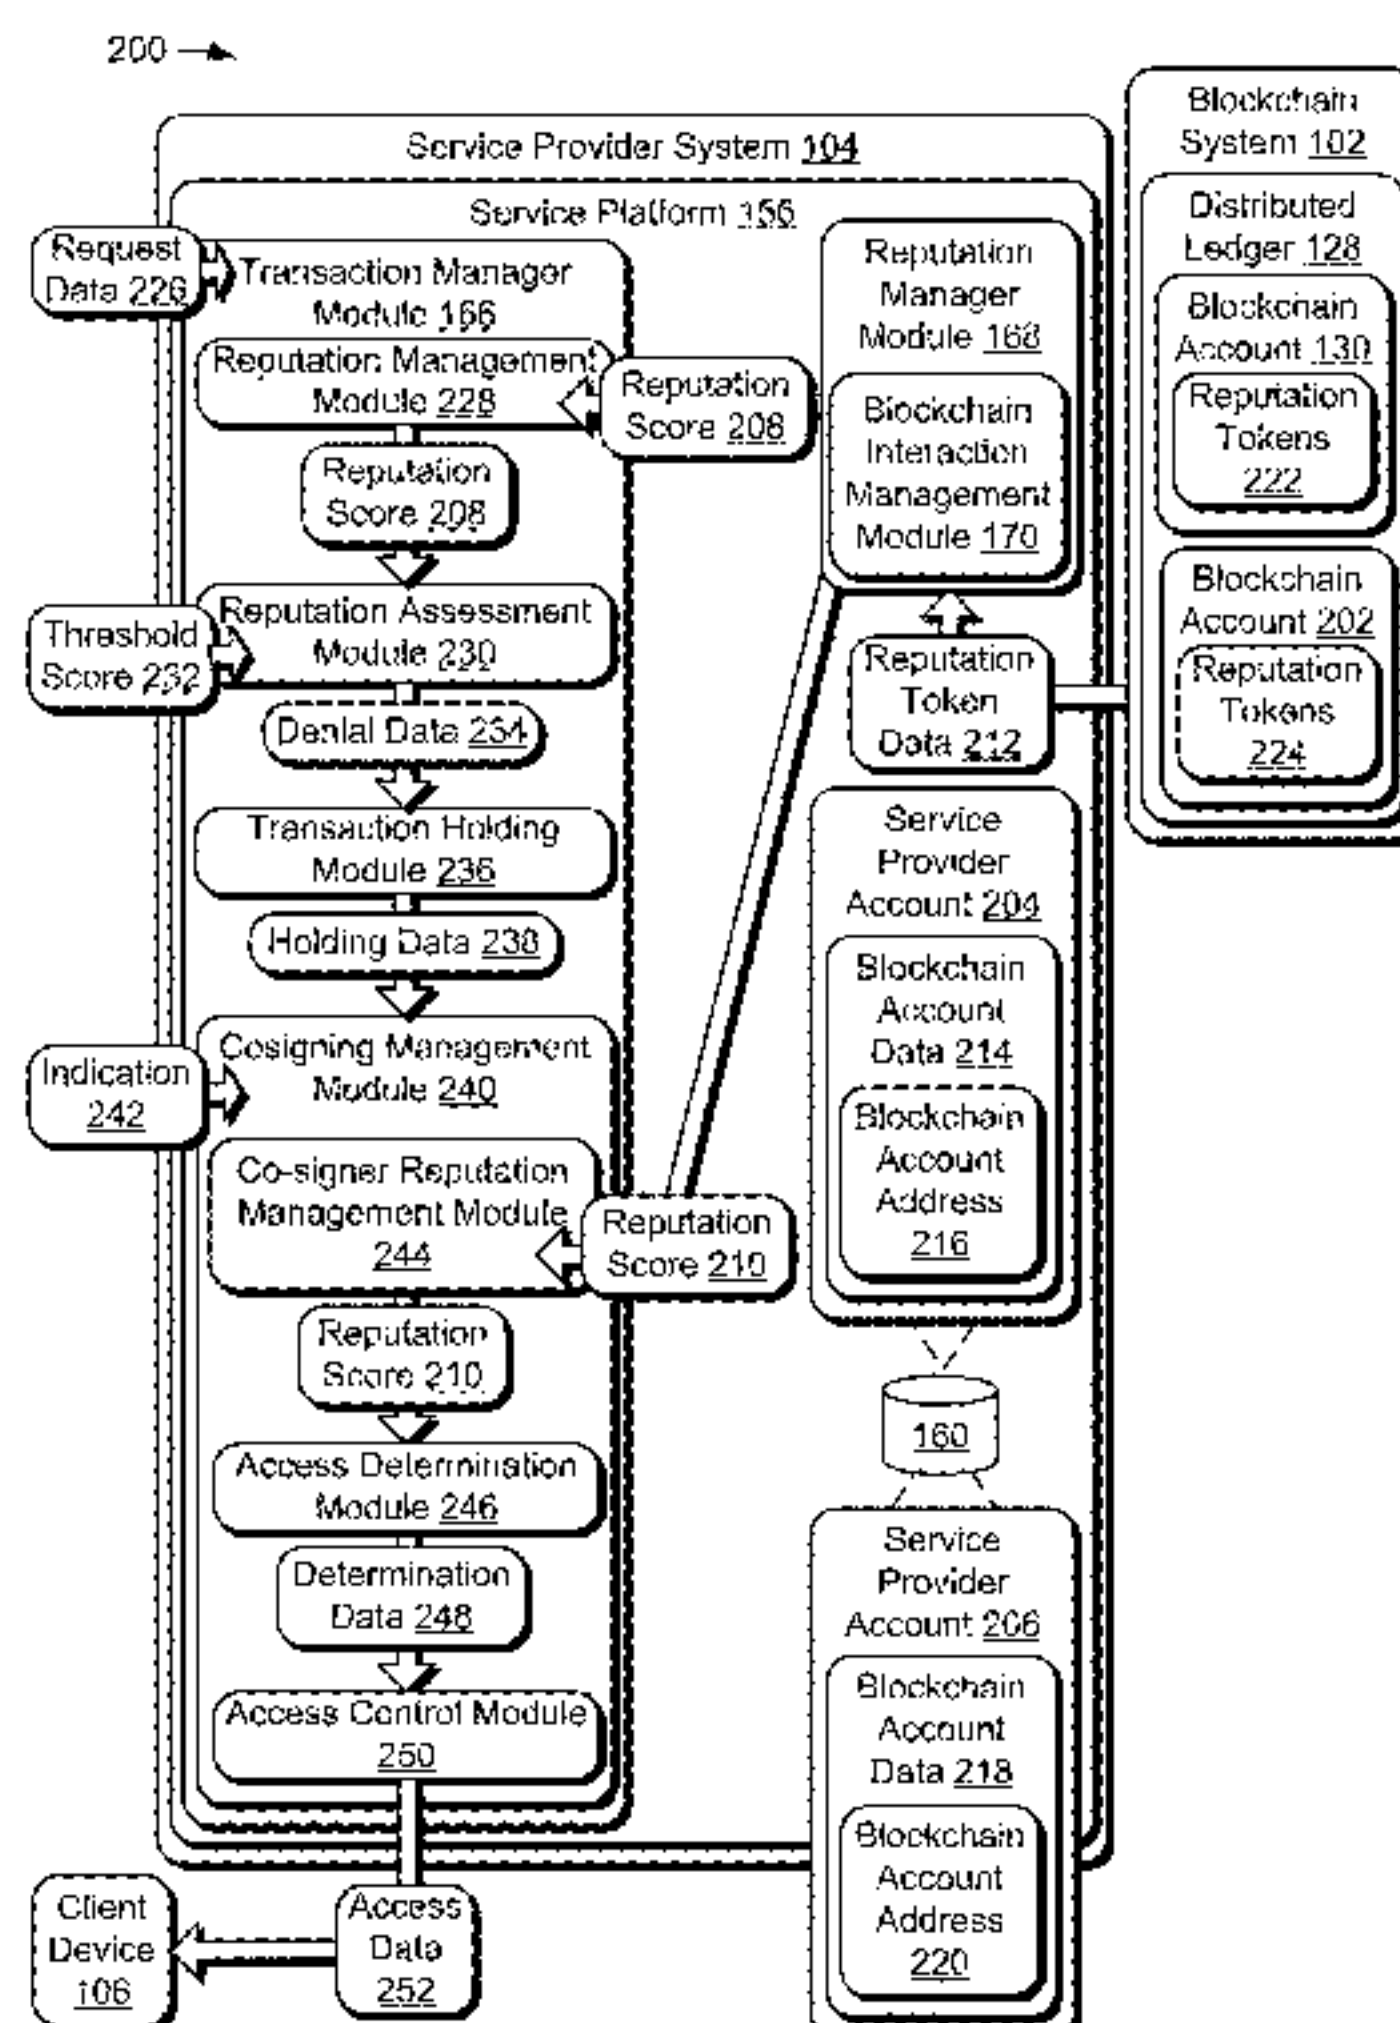 200
Service Provider System 104
Service Platform 156
Request
Data 226
Transaction Manager
Module 166
Reputation Management
Module 228
Reputation
Score 208
Reputation
Score 208
Reputation Assessment
Module 230
Threshold
Score 232
Denial Data 234
Transaction Holding
Module 236
Holding Data 238
Cosigning Management
Module 240
Indication
242
Co-signer Reputation
Management Module
244
Reputation
Score 210
Reputation
Score 210
Access Determination
Module 246
Determination
Data 248
Access Control Module
250
Access
Data
252
Client
Device
106
Reputation
Manager
Module 168
Blockchain
Interaction
Management
Module 170
Reputation
Token
Data 212
Service
Provider
Account 204
Blockchain
Account
Data 214
Blockchain
Account
Address
216
160
Service
Provider
Account 206
Blockchain
Account
Data 218
Blockchain
Account
Address
220
Blockchain
System 102
Distributed
Ledger 128
Blockchain
Account 130
Reputation
Tokens
222
Blockchain
Account 202
Reputation
Tokens
224